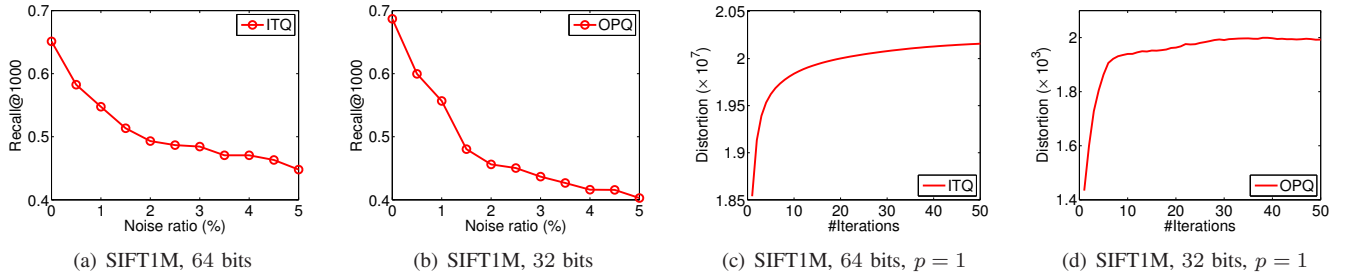 0.7
0.6
0.5
0.4
Recall@1000
0 1 2 3 4 5
Noise ratio (%)
ITQ
(a) SIFT1M, 64 bits
0.7
0.6
0.5
0.4
Recall@1000
0 1 2 3 4 5
Noise ratio (%)
OPQ
(b) SIFT1M, 32 bits
2.05
2
1.95
1.9
1.85
Distortion (× 10^7)
0 10 20 30 40 50
#Iterations
ITQ
(c) SIFT1M, 64 bits, p = 1
2.2
2
1.8
1.6
1.4
Distortion (× 10^3)
0 10 20 30 40 50
#Iterations
OPQ
(d) SIFT1M, 32 bits, p = 1